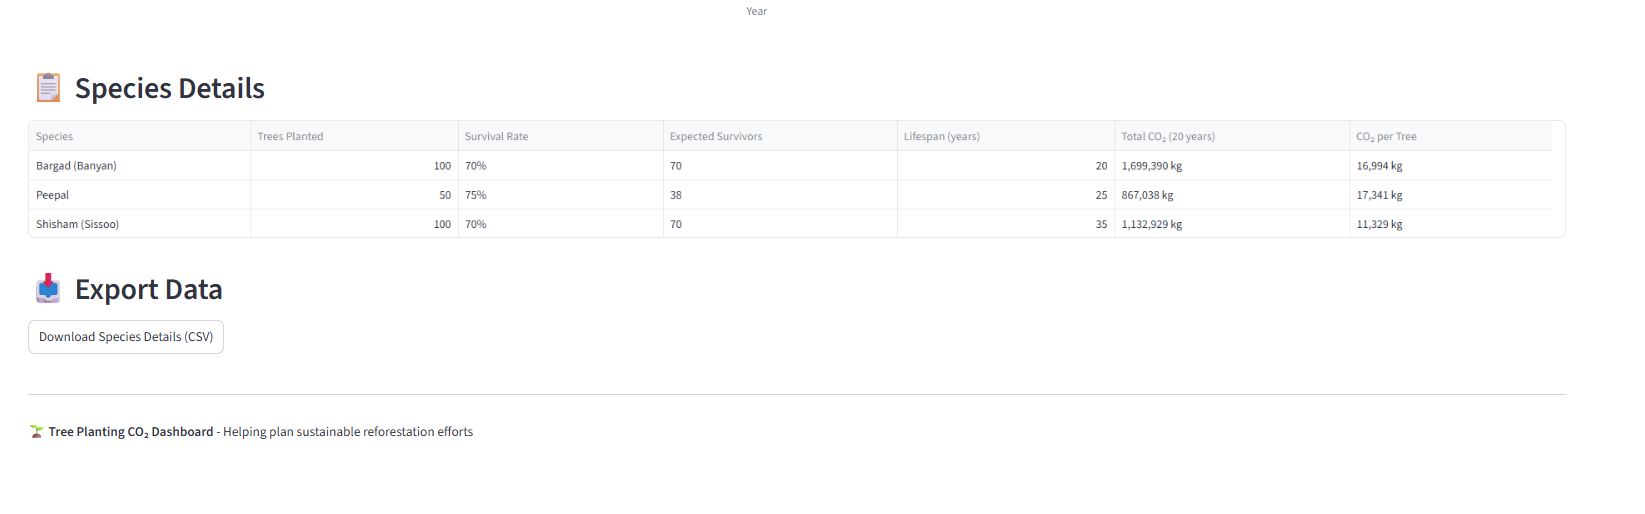 Year
Species Details
Species Trees Planted Survival Rate Expected Survivors Lifespan (years) Total CO₂ (20 years) CO₂ per Tree
Bargad (Banyan) 100 70% 70 20 1,699,390 kg 16,994 kg
Peepal 50 75% 38 25 867,038 kg 17,341 kg
Shisham (Sissoo) 100 70% 70 35 1,132,929 kg 11,329 kg
Export Data
Download Species Details (CSV)
Tree Planting CO₂ Dashboard - Helping plan sustainable reforestation efforts